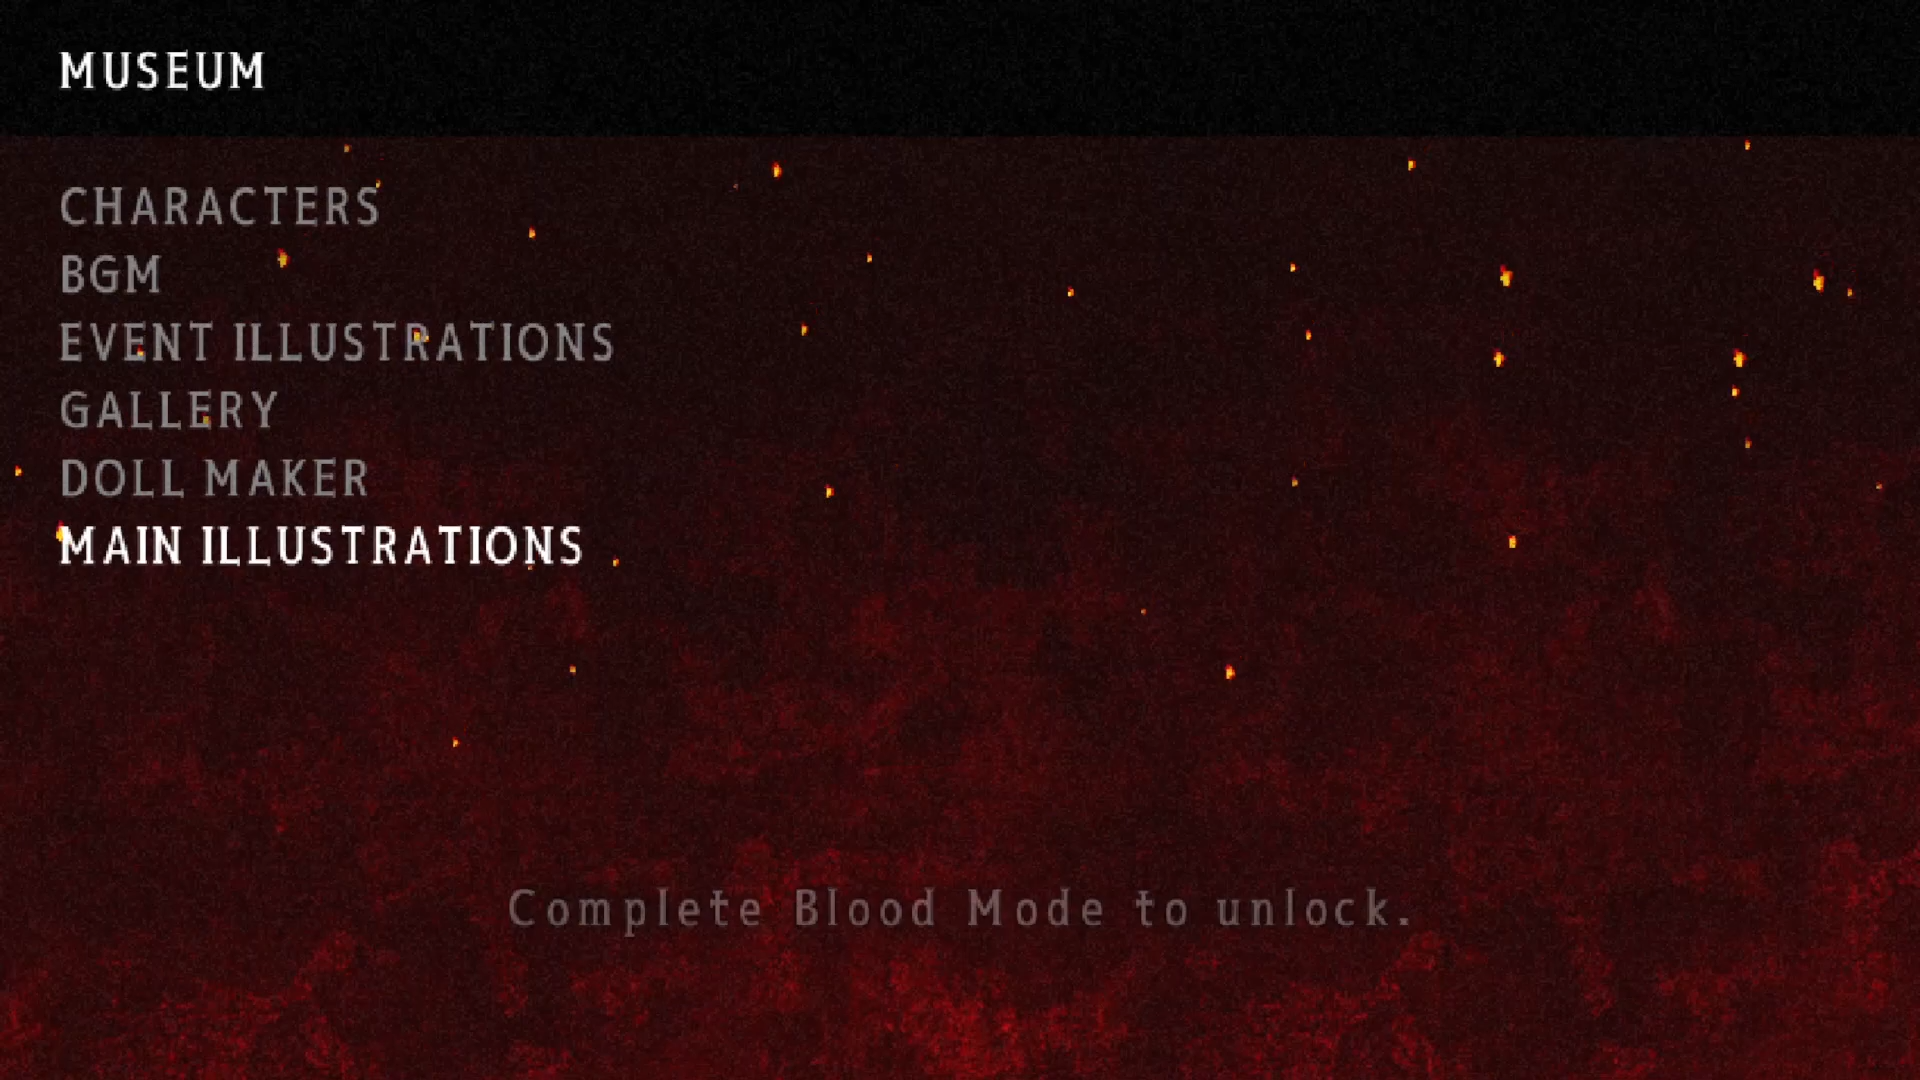 MUSEUM
CHARACTERS
BGM
EVENT ILLUSTRATIONS
GALLERY
DOLL MAKER
MAIN ILLUSTRATIONS
Complete Blood Mode to unlock.